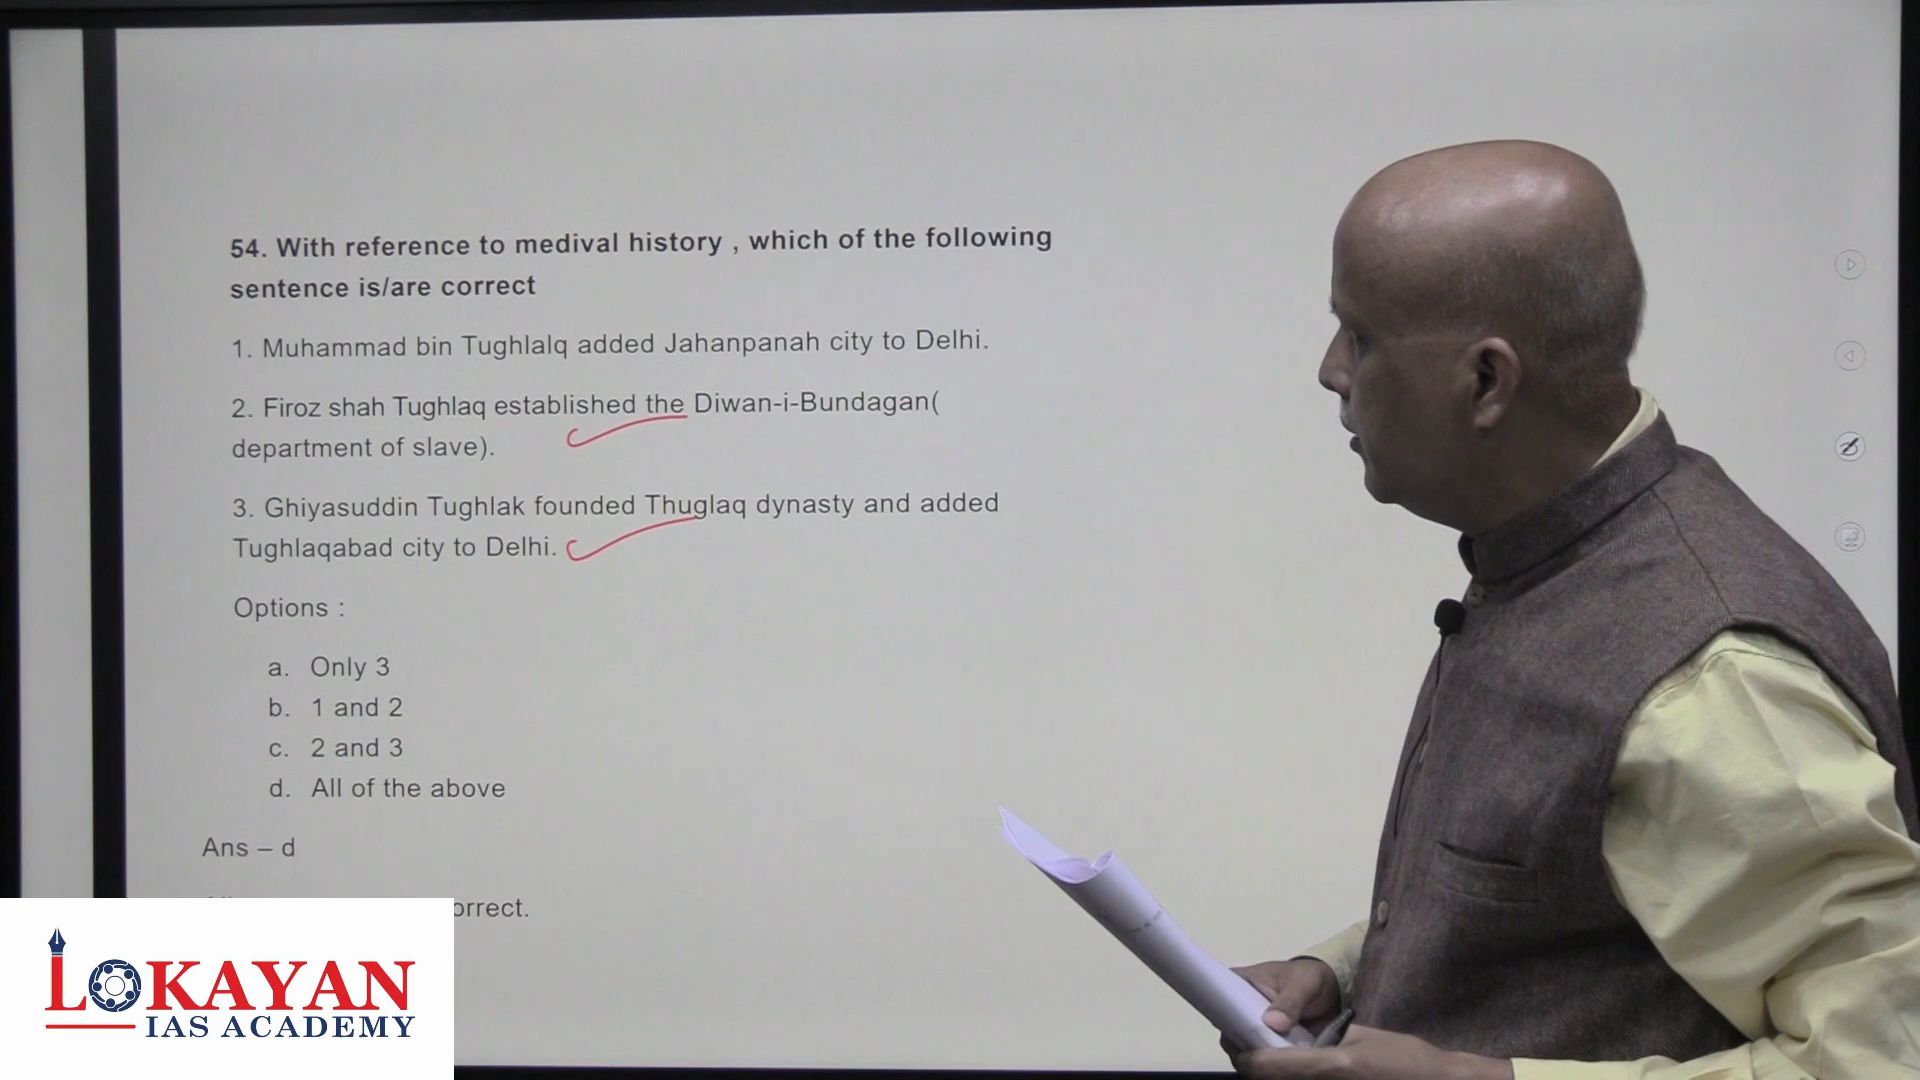 54. With reference to medival history , which of the following
sentence is/are correct
1. Muhammad bin Tughlalq added Jahanpanah city to Delhi.
2. Firoz shah Tughlaq established the Diwan-i-Bundagan(
department of slave).
3. Ghiyasuddin Tughlak founded Thuglaq dynasty and added
Tughlaqabad city to Delhi.
Options :
a. Only 3
b. 1 and 2
c. 2 and 3
d. All of the above
Ans – d
orrect.
LOKAYAN
IAS ACADEMY